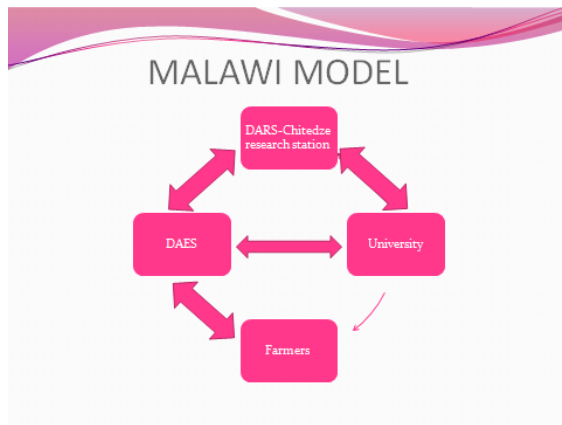 MALAWI MODEL
DARS-Chitedze
research station
DAES
University
Farmers